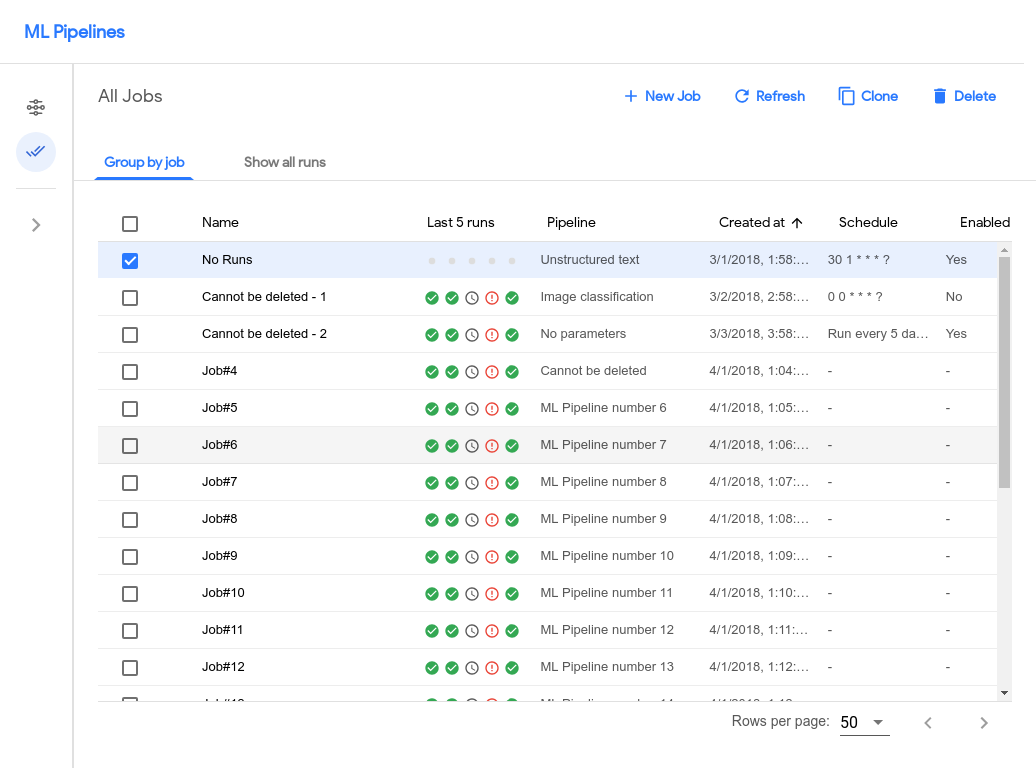 ML Pipelines
All Jobs
New Job Refresh Clone Delete
Group by job Show all runs
Name Last 5 runs Pipeline Created at Schedule Enabled
No Runs Unstructured text 3/1/2018, 1:58:... 30 1 * * * ? Yes
Cannot be deleted - 1 Image classification 3/2/2018, 2:58:... 0 0 * * * ? No
Cannot be deleted - 2 No parameters 3/3/2018, 3:58:... Run every 5 da... Yes
Job#4 Cannot be deleted 4/1/2018, 1:04:... - -
Job#5 ML Pipeline number 6 4/1/2018, 1:05:... - -
Job#6 ML Pipeline number 7 4/1/2018, 1:06:... - -
Job#7 ML Pipeline number 8 4/1/2018, 1:07:... - -
Job#8 ML Pipeline number 9 4/1/2018, 1:08:... - -
Job#9 ML Pipeline number 10 4/1/2018, 1:09:... - -
Job#10 ML Pipeline number 11 4/1/2018, 1:10:... - -
Job#11 ML Pipeline number 12 4/1/2018, 1:11:... - -
Job#12 ML Pipeline number 13 4/1/2018, 1:12:... - -
Rows per page: 50